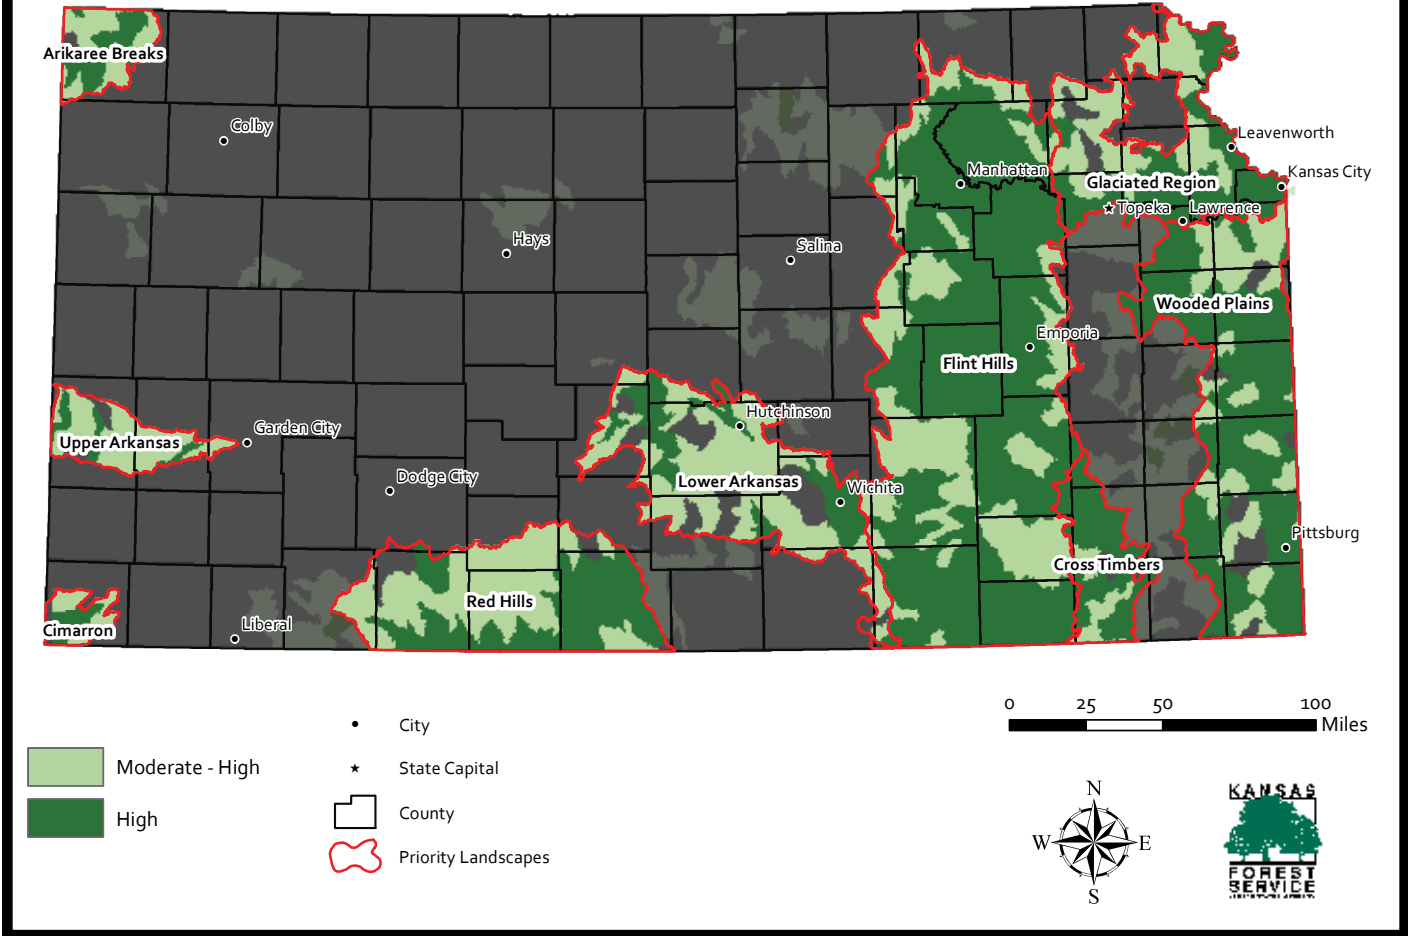 Arikaree Breaks
Colby
Leavenworth
Kansas City
Manhattan
Glaciated Region
Topeka
Lawrence
Hays
Salina
Wooded Plains
Emporia
Flint Hills
Hutchinson
Garden City
Upper Arkansas
Dodge City
Lower Arkansas
Wichita
Pittsburg
Cross Timbers
Red Hills
Cimarron
Liberal
0 25 50 100
Miles
City
Moderate - High
State Capital
High
County
Priority Landscapes
N
W
E
S
KANSAS
FOREST
SERVICE